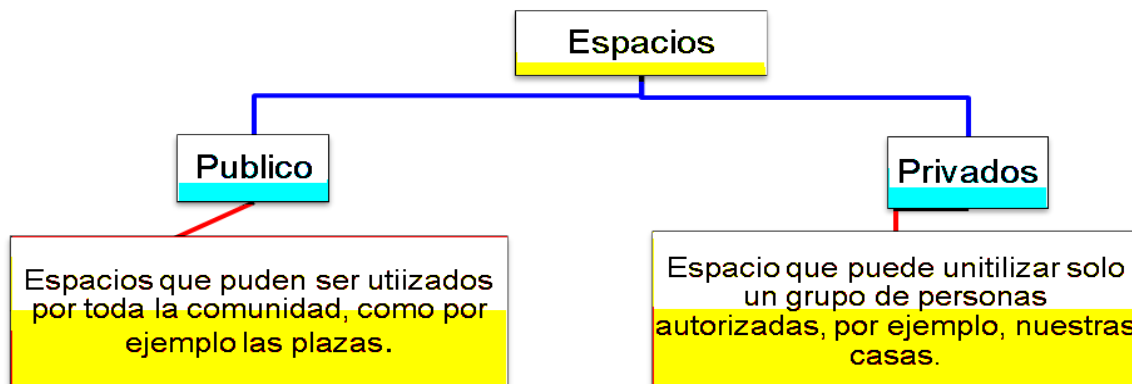 Espacios
Publico
Privados
Espacios que puden ser utiizados
por toda la comunidad, como por
ejemplo las plazas.
Espacio que puede unitilizar solo
un grupo de personas
autorizadas, por ejemplo, nuestras
casas.